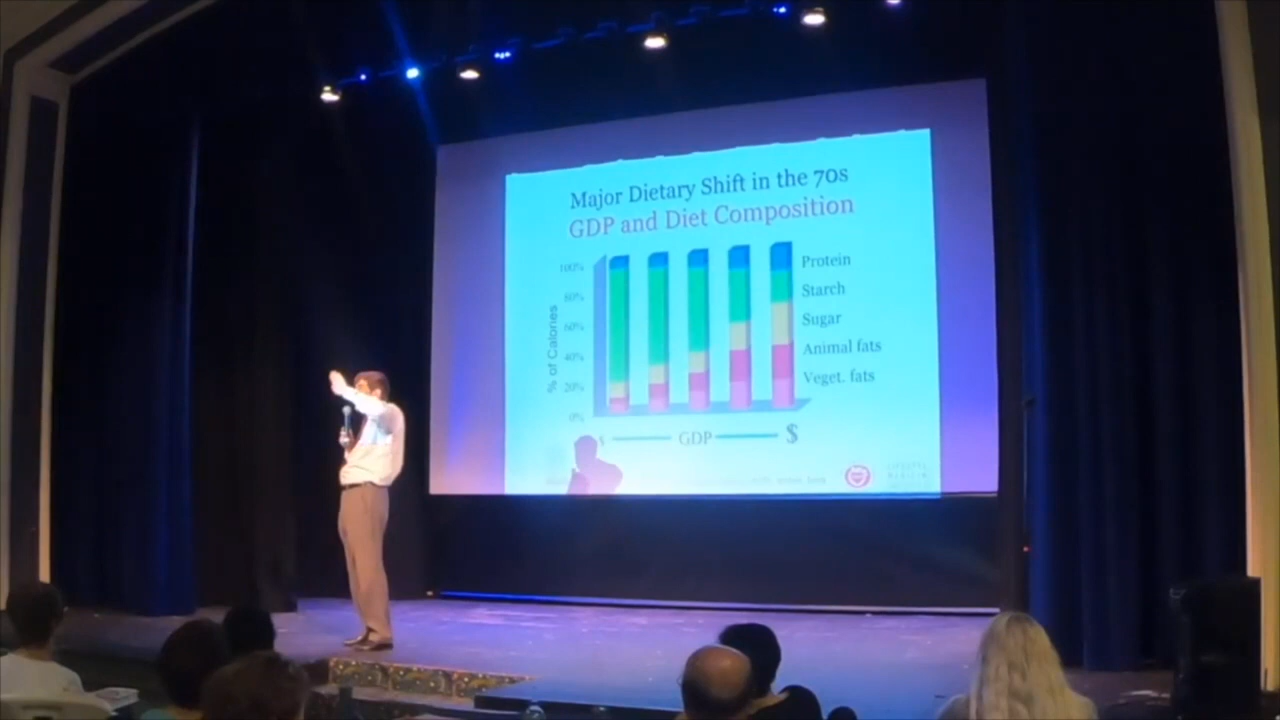 Major Dietary Shift in the 70s
GDP and Diet Composition
100%
80%
60%
40%
20%
0%
% of Calories
Protein
Starch
Sugar
Animal fats
Veget. fats
$ GDP $